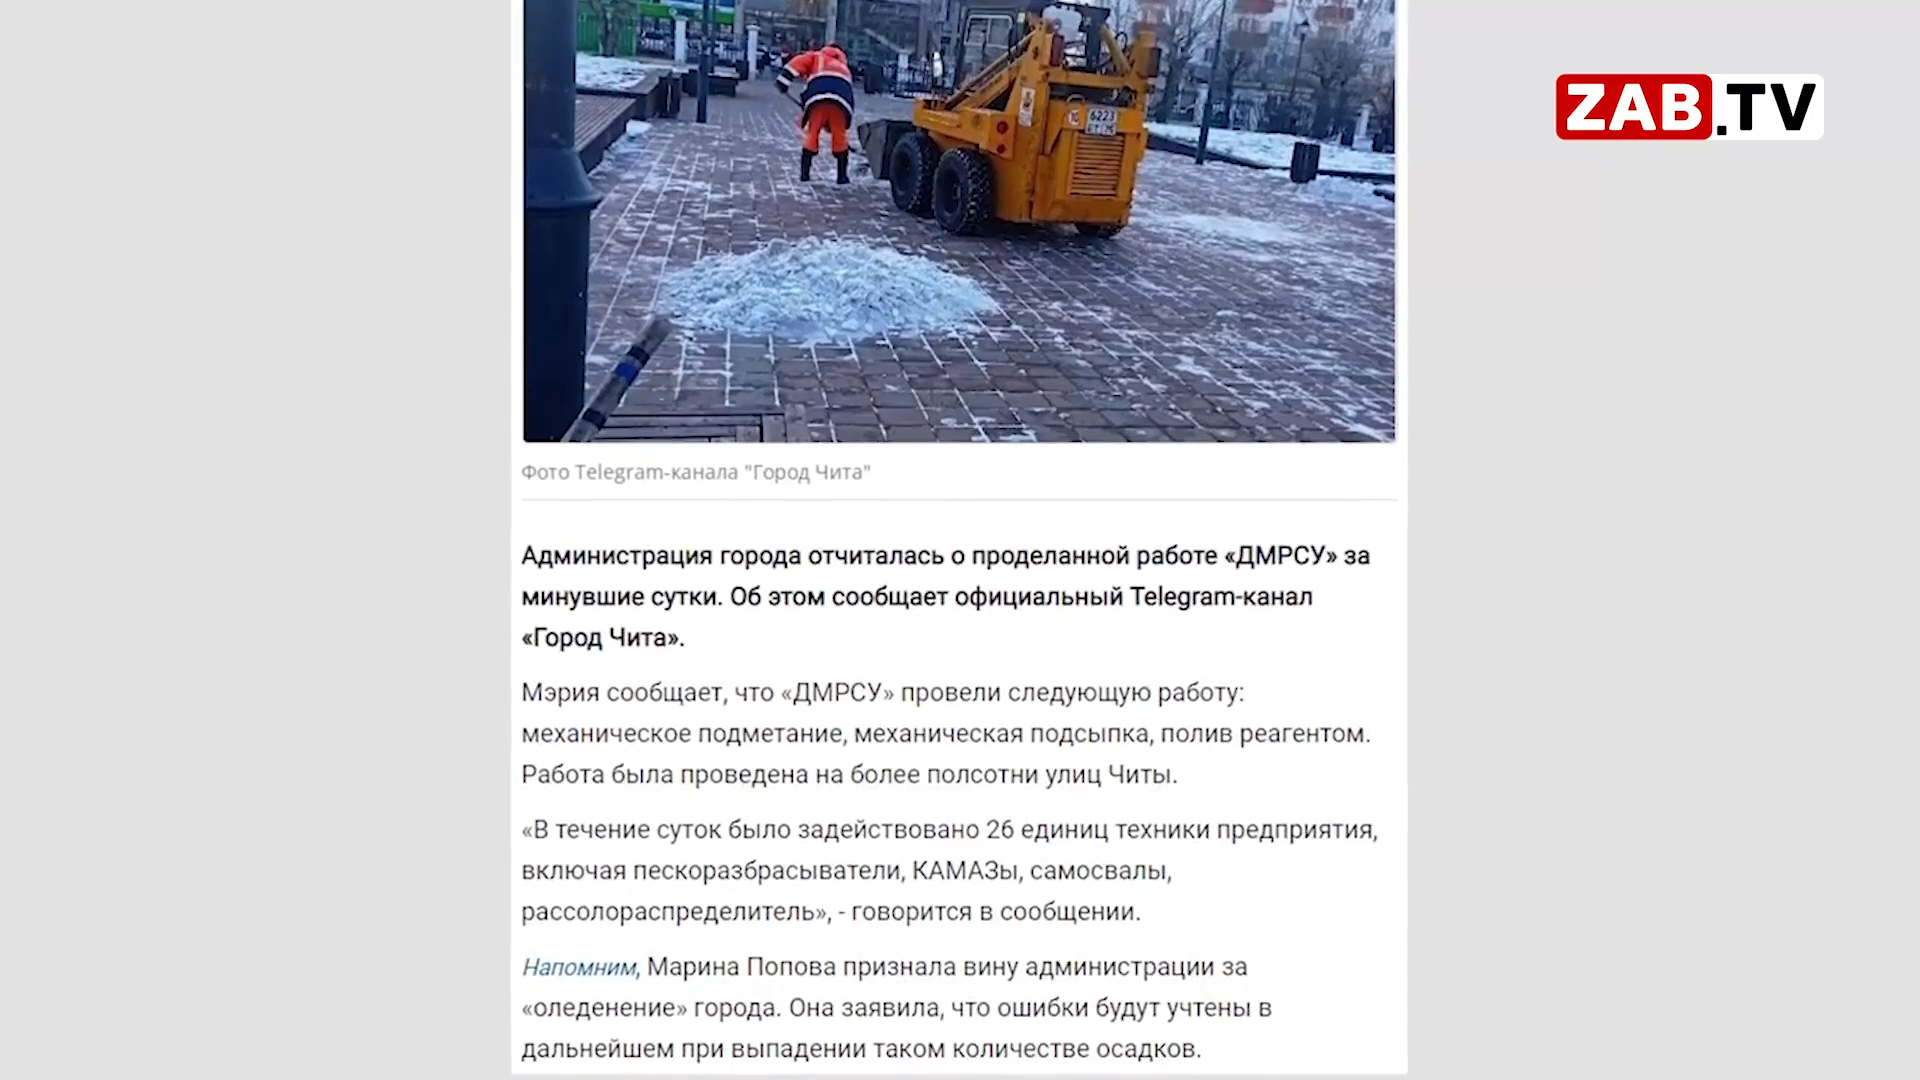 ZAB.TV
6223
Фото Telegram-канала "Город Чита"
Администрация города отчиталась о проделанной работе «ДМРСУ» за
минувшие сутки. Об этом сообщает официальный Telegram-канал
«Город Чита».
Мэрия сообщает, что «ДМРСУ» провели следующую работу:
механическое подметание, механическая подсыпка, полив реагентом.
Работа была проведена на более полсотни улиц Читы.
«В течение суток было задействовано 26 единиц техники предприятия,
включая пескоразбрасыватели, КАМАЗы, самосвалы,
рассолораспределитель», - говорится в сообщении.
Напомним, Марина Попова признала вину администрации за
«оледенение» города. Она заявила, что ошибки будут учтены в
дальнейшем при выпадении таком количестве осадков.